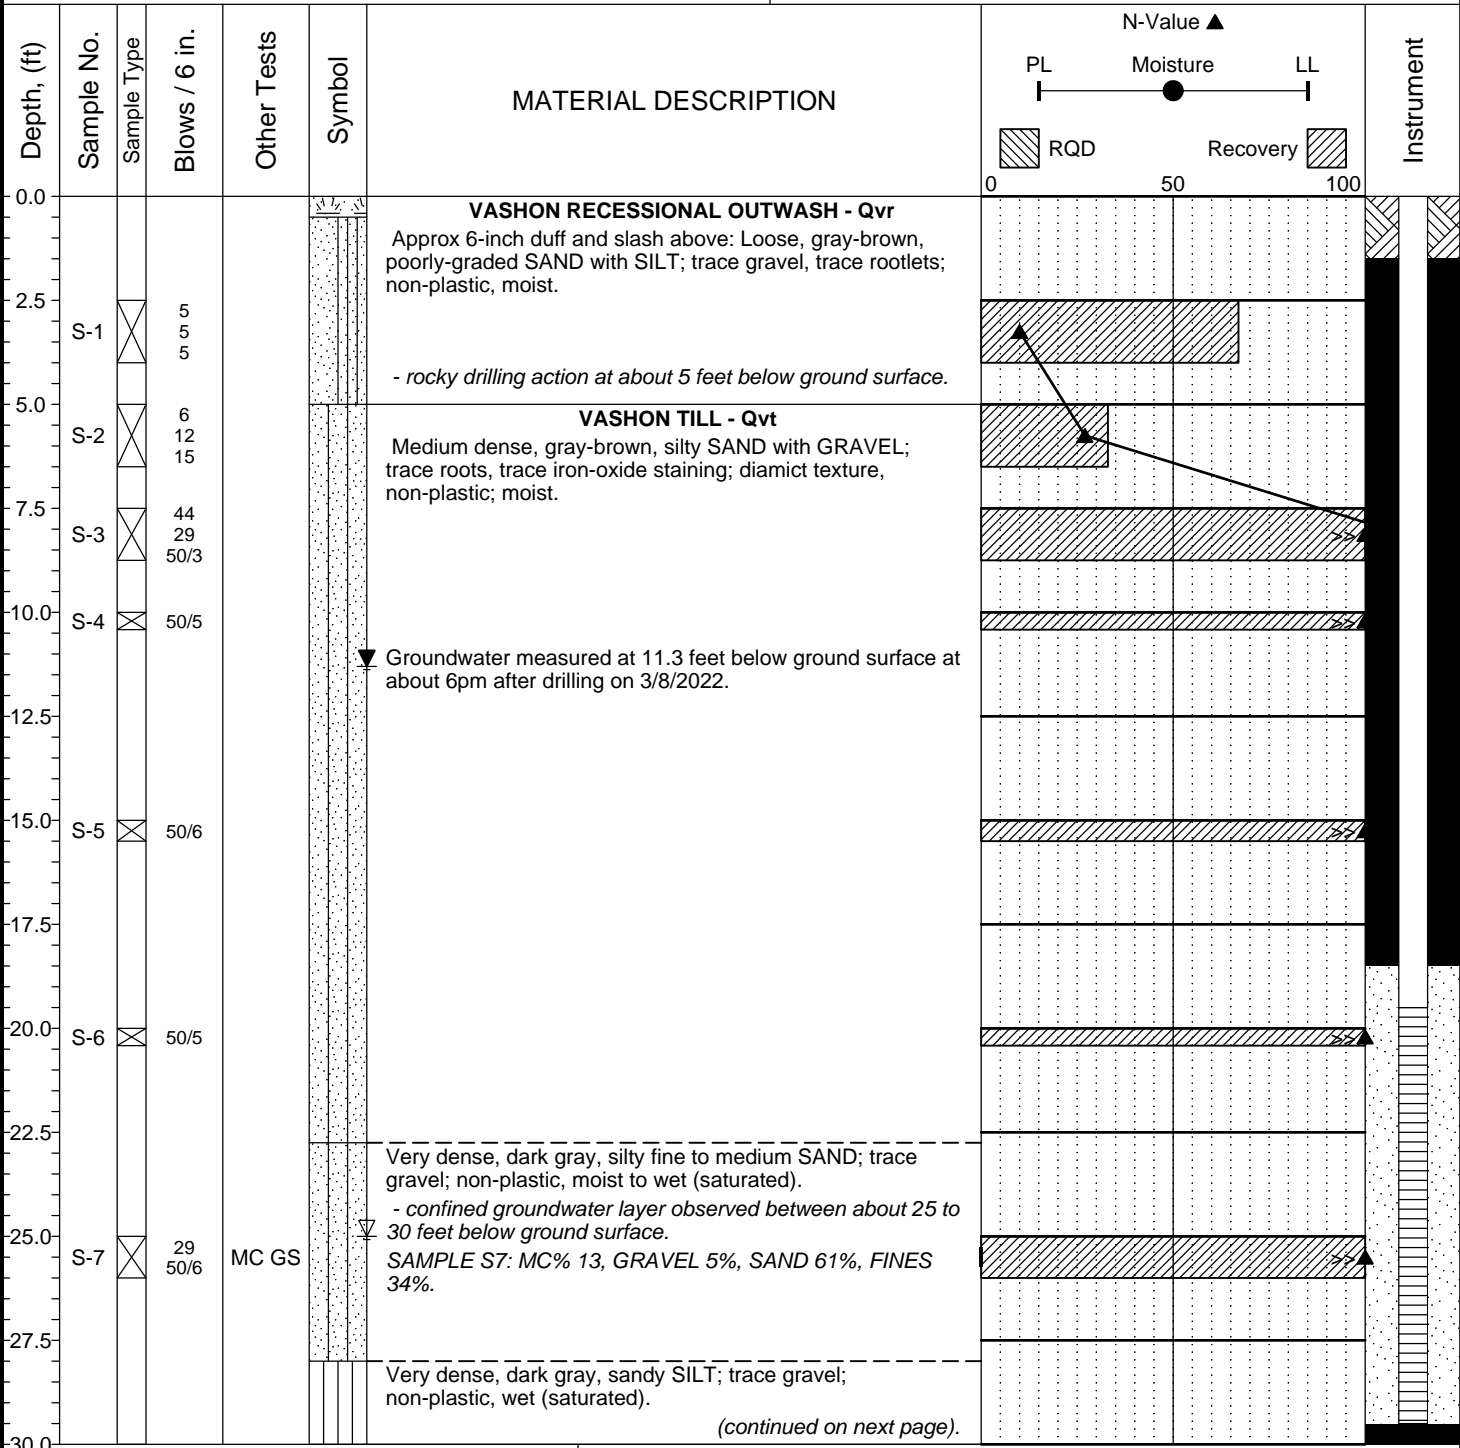 Depth, (ft)
Sample No.
Sample Type
Blows / 6 in.
Other Tests
Symbol
MATERIAL DESCRIPTION
N-Value ▲
PL Moisture LL
RQD Recovery
0 50 100
Instrument
0.0
VASHON RECESSIONAL OUTWASH - Qvr
Approx 6-inch duff and slash above: Loose, gray-brown,
poorly-graded SAND with SILT; trace gravel, trace rootlets;
non-plastic, moist.
2.5
S-1
5
5
5
- rocky drilling action at about 5 feet below ground surface.
5.0
VASHON TILL - Qvt
S-2
6
12
15
Medium dense, gray-brown, silty SAND with GRAVEL;
trace roots, trace iron-oxide staining; diamict texture,
non-plastic; moist.
7.5
S-3
44
29
50/3
>>
10.0
S-4 50/5 >>
Groundwater measured at 11.3 feet below ground surface at
about 6pm after drilling on 3/8/2022.
12.5
15.0
S-5 50/6 >>
17.5
20.0
S-6 50/5 >>
22.5
Very dense, dark gray, silty fine to medium SAND; trace
gravel; non-plastic, moist to wet (saturated).
- confined groundwater layer observed between about 25 to
30 feet below ground surface.
25.0
S-7
29
50/6
MC GS
SAMPLE S7: MC% 13, GRAVEL 5%, SAND 61%, FINES
34%.
>>
27.5
Very dense, dark gray, sandy SILT; trace gravel;
non-plastic, wet (saturated).
(continued on next page).
30.0